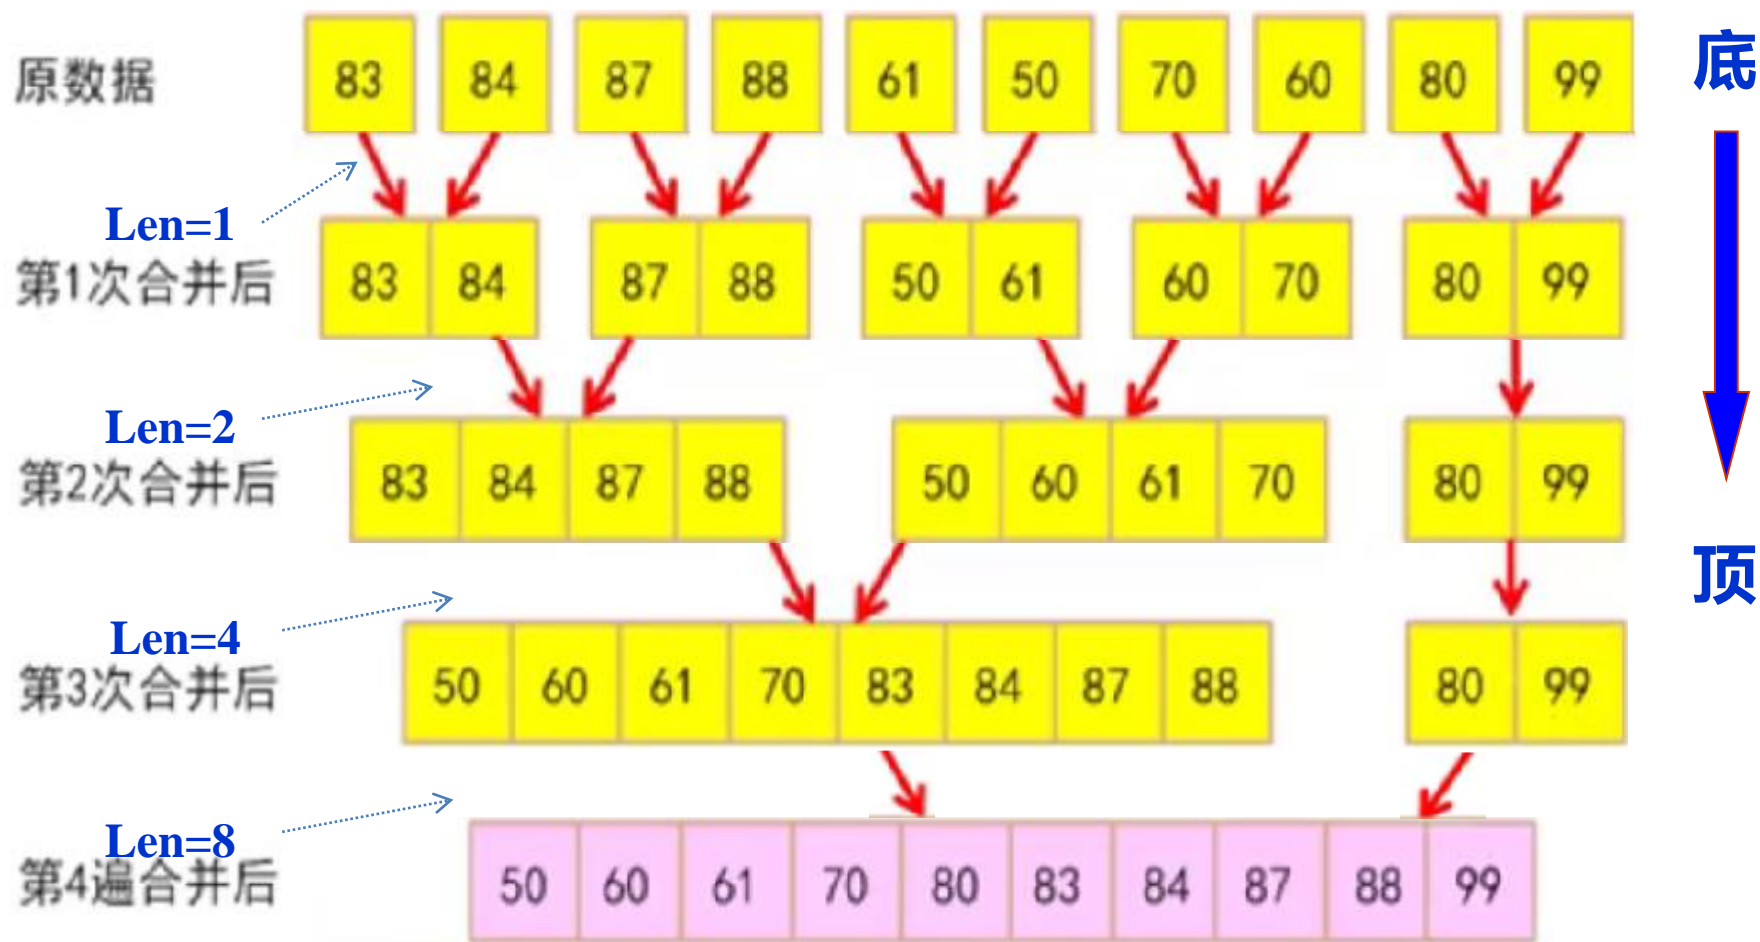 原数据 83 84 87 88 61 50 70 60 80 99 底
Len=1
第1次合并后 83 84 87 88 50 61 60 70 80 99
Len=2
第2次合并后 83 84 87 88 50 60 61 70 80 99
顶
Len=4
第3次合并后 50 60 61 70 83 84 87 88 80 99
Len=8
第4遍合并后 50 60 61 70 80 83 84 87 88 99